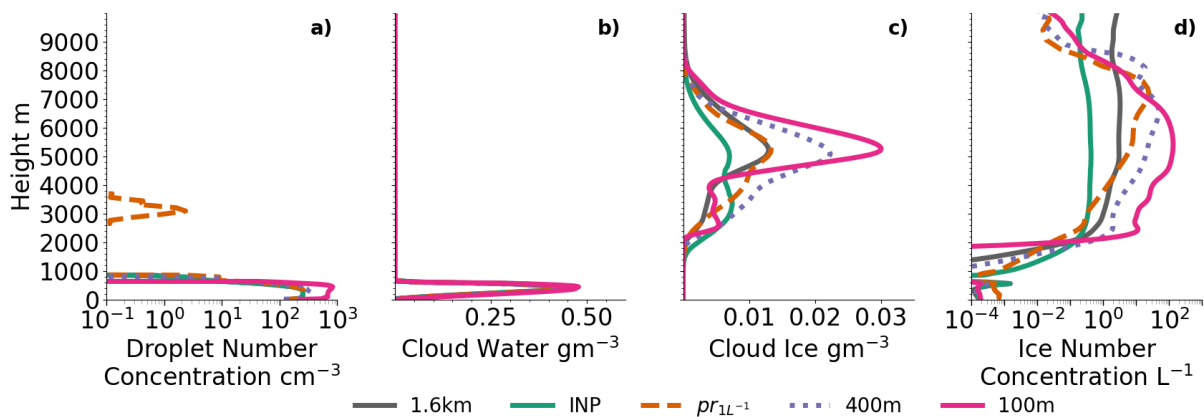 a)
b)
c)
d)
Height m
9000
8000
7000
6000
5000
4000
3000
2000
1000
0
10⁻¹ 10⁰ 10¹ 10² 10³
0.25 0.50
0.01 0.02 0.03
10⁻⁴ 10⁻² 10⁰ 10²
Droplet Number
Concentration cm⁻³
Cloud Water gm⁻³
Cloud Ice gm⁻³
Ice Number
Concentration L⁻¹
1.6km INP pr₁L⁻¹ 400m 100m